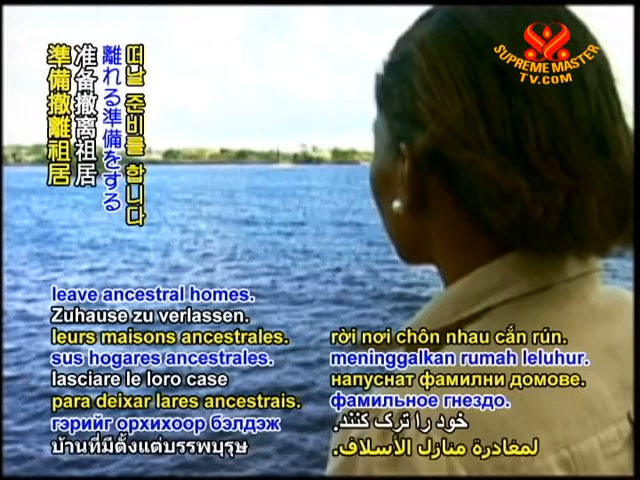 SUPREME MASTER
TV.COM
떠날 준비를 합니다
離れる準備をする
准备撤离祖居
準備撤離祖居
leave ancestral homes.
Zuhause zu verlassen.
leurs maisons ancestrales.
sus hogares ancestrales.
lasciare le loro case
para deixar lares ancestrais.
гэрийг орхихоор бэлдэж
บ้านที่มีตั้งแต่บรรพบุรุษ
rời nơi chôn nhau cắn rún.
meninggalkan rumah leluhur.
напуснат фамилни домове.
фамильное гнездо.
خود را ترک کنند.
لمغادرة منازل الأسلاف.